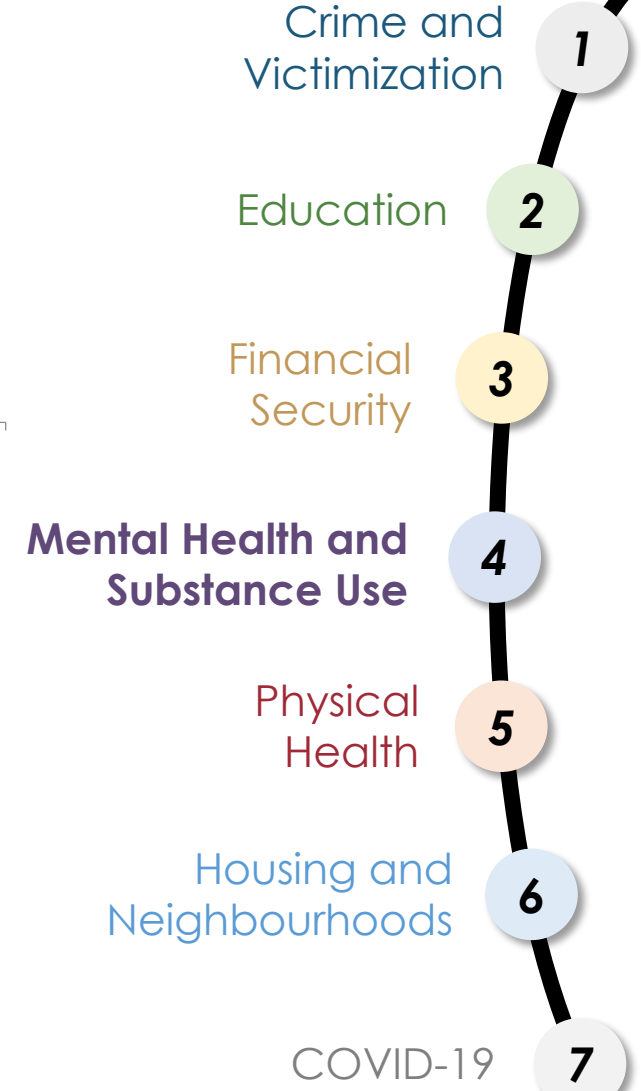 Crime and
Victimization
1
Education
2
Financial
Security
3
Mental Health and
Substance Use
4
Physical
Health
5
Housing and
Neighbourhoods
6
COVID-19
7